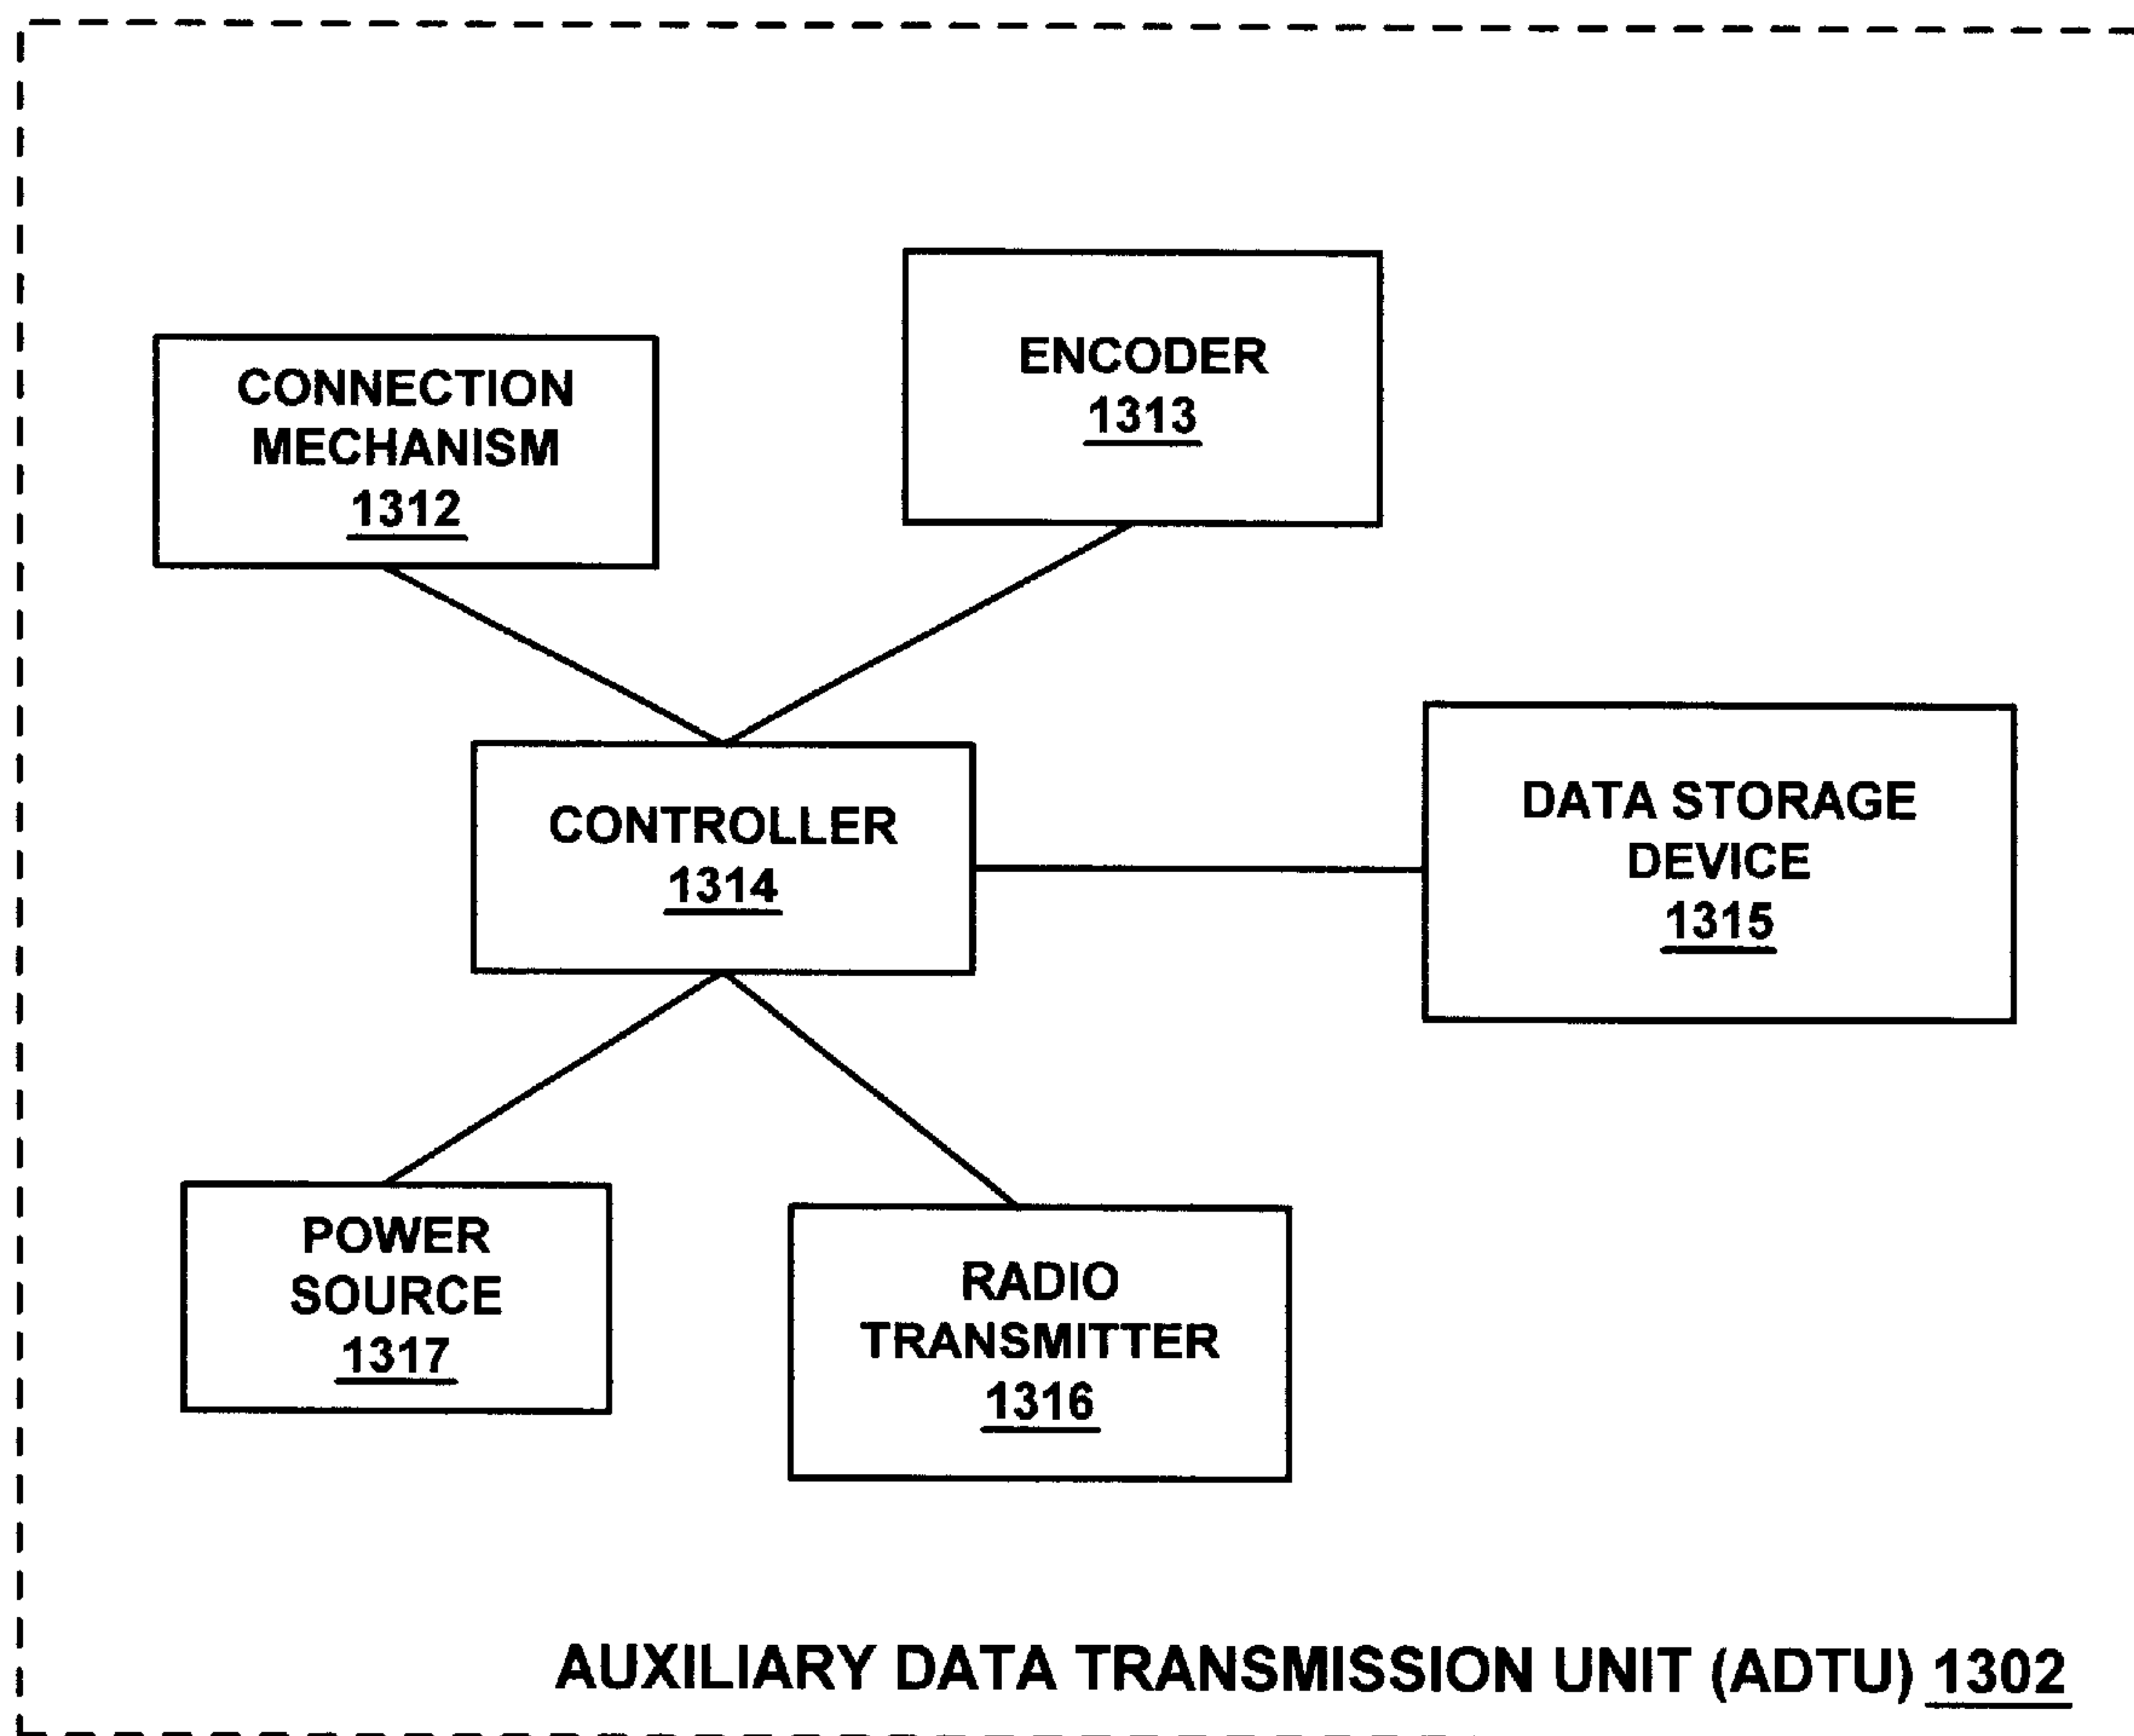 CONNECTION
MECHANISM
1312
ENCODER
1313
CONTROLLER
1314
DATA STORAGE
DEVICE
1315
POWER
SOURCE
1317
RADIO
TRANSMITTER
1316
AUXILIARY DATA TRANSMISSION UNIT (ADTU) 1302